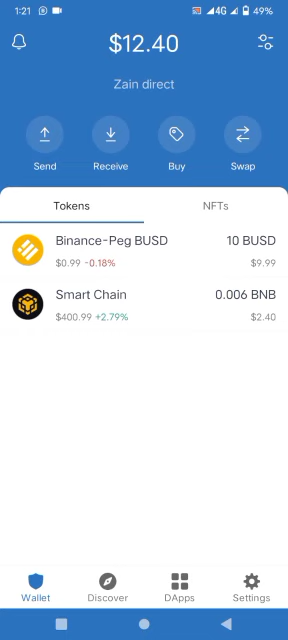 1:21 4G 49%
$12.40
Zain direct
Send Receive Buy Swap
Tokens NFTs
Binance-Peg BUSD 10 BUSD
$0.99 -0.18% $9.99
Smart Chain 0.006 BNB
$400.99 +2.79% $2.40
Wallet Discover DApps Settings